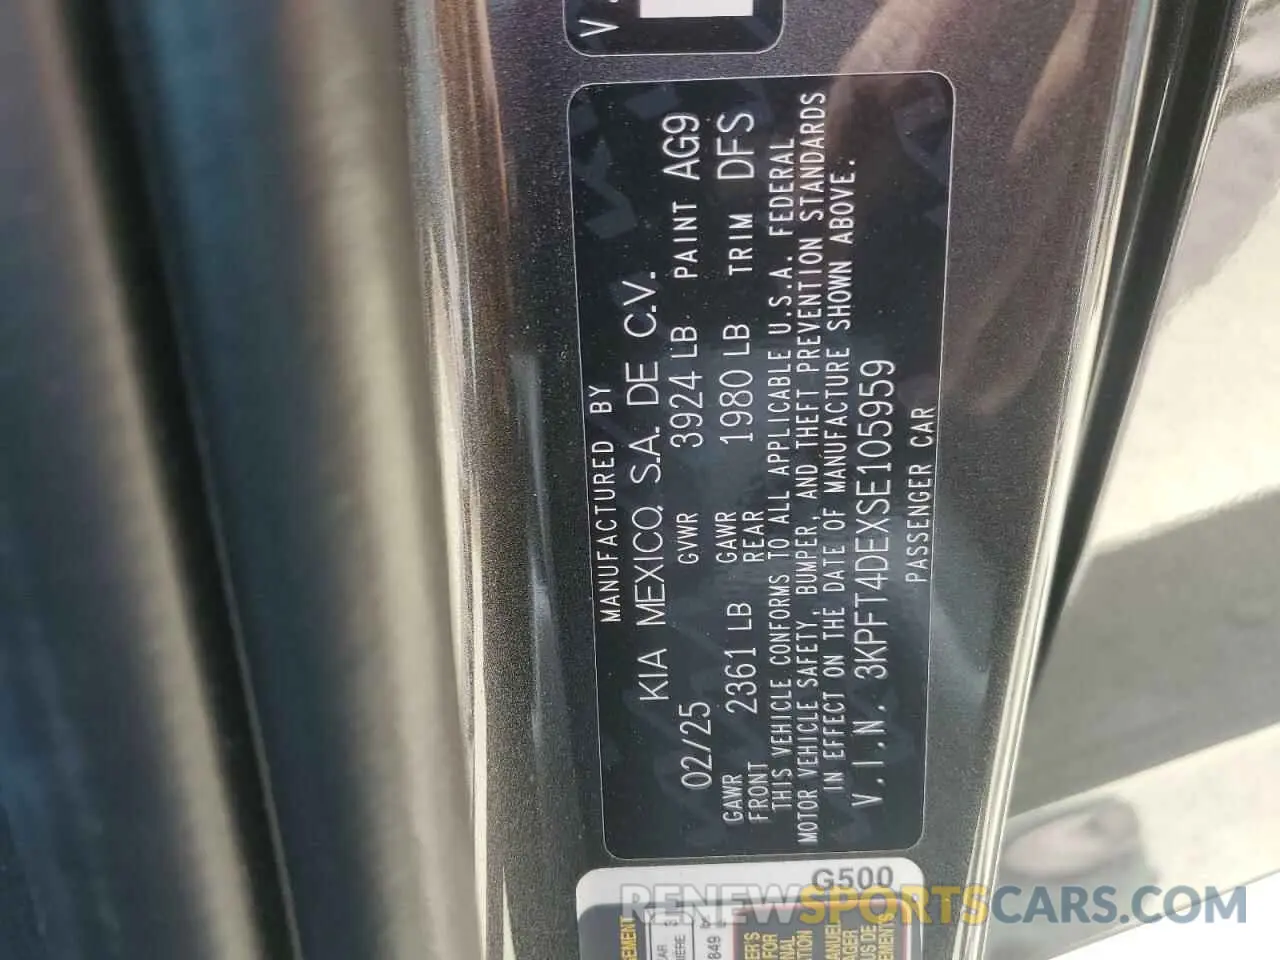 V.
MANUFACTURED BY
KIA MEXICO, S.A. DE C.V.
02/25 GVWR 3924 LB PAINT AG9
GAWR FRONT 2361 LB GAWR REAR 1980 LB TRIM DFS
THIS VEHICLE CONFORMS TO ALL APPLICABLE U.S.A. FEDERAL
MOTOR VEHICLE SAFETY, BUMPER, AND THEFT PREVENTION STANDARDS
IN EFFECT ON THE DATE OF MANUFACTURE SHOWN ABOVE.
V.I.N. 3KPFT4DEXSE105959
PASSENGER CAR
G500
849
RENEWSPORTSCARS.COM